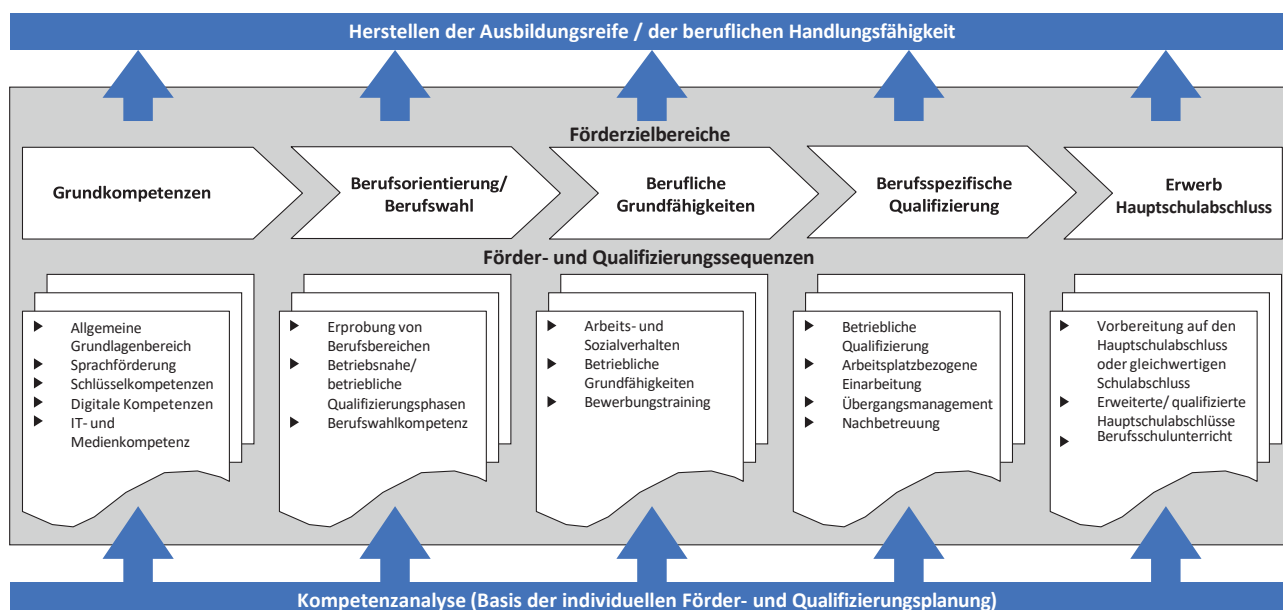 Herstellen der Ausbildungsreife / der beruflichen Handlungsfähigkeit
Förderzielbereiche
Grundkompetenzen
Berufsorientierung/
Berufswahl
Berufliche
Grundfähigkeiten
Berufsspezifische
Qualifizierung
Erwerb
Hauptschulabschluss
Förder- und Qualifizierungssequenzen
Allgemeine
Grundlagenbereich
Sprachförderung
Schlüsselkompetenzen
Digitale Kompetenzen
IT- und
Medienkompetenz
Erprobung von
Berufsbereichen
Betriebsnahe/
betriebliche
Qualifizierungsphasen
Berufswahlkompetenz
Arbeits- und
Sozialverhalten
Betriebliche
Grundfähigkeiten
Bewerbungstraining
Betriebliche
Qualifizierung
Arbeitsplatzbezogene
Einarbeitung
Übergangsmanagement
Nachbetreuung
Vorbereitung auf den
Hauptschulabschluss
oder gleichwertigen
Schulabschluss
Erweiterte/ qualifizierte
Hauptschulabschlüsse
Berufsschulunterricht
Kompetenzanalyse (Basis der individuellen Förder- und Qualifizierungsplanung)